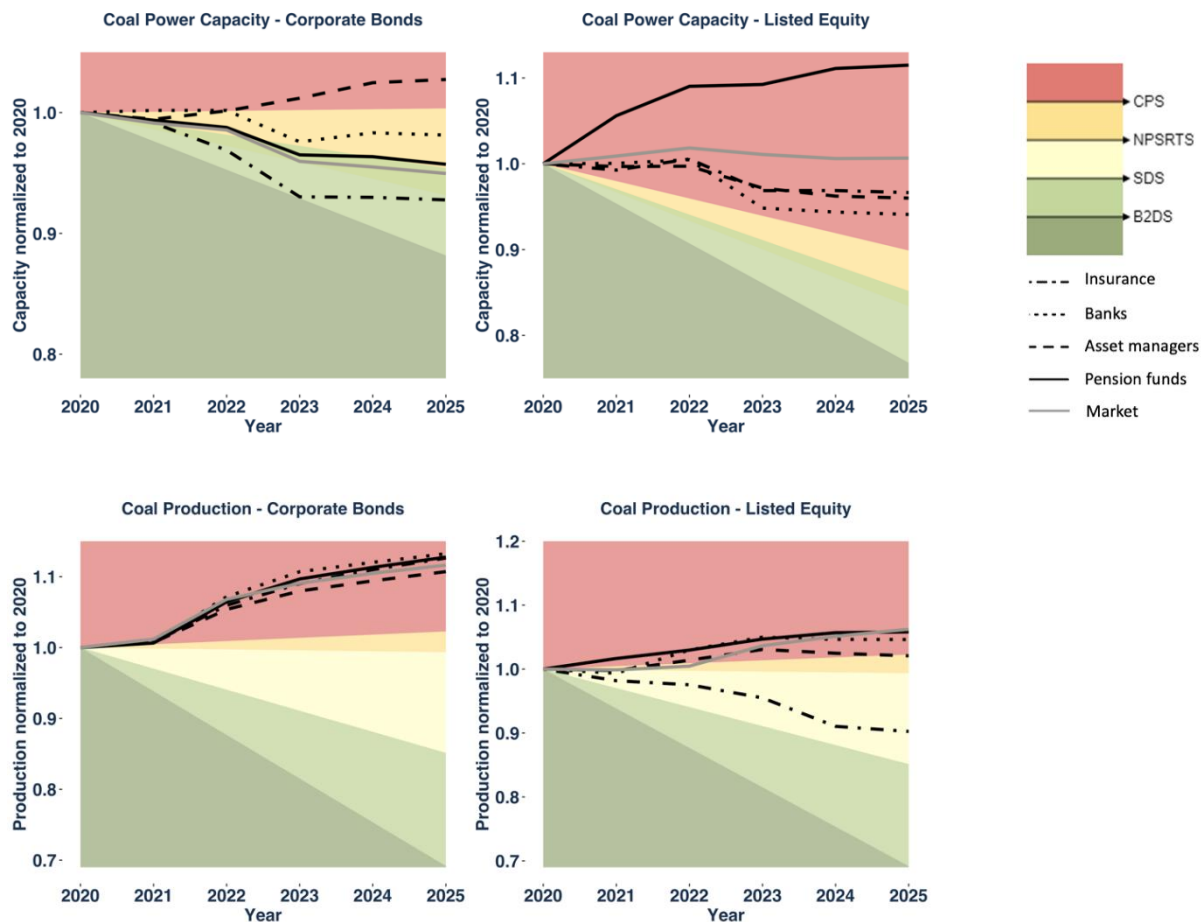 Coal Power Capacity - Corporate Bonds
Capacity normalized to 2020
1.0
0.9
0.8
2020 2021 2022 2023 2024 2025
Year
Coal Power Capacity - Listed Equity
Capacity normalized to 2020
1.1
1.0
0.9
0.8
2020 2021 2022 2023 2024 2025
Year
CPS
NPSRTS
SDS
B2DS
Insurance
Banks
Asset managers
Pension funds
Market
Coal Production - Corporate Bonds
Production normalized to 2020
1.1
1.0
0.9
0.8
0.7
2020 2021 2022 2023 2024 2025
Year
Coal Production - Listed Equity
Production normalized to 2020
1.2
1.1
1.0
0.9
0.8
0.7
2020 2021 2022 2023 2024 2025
Year